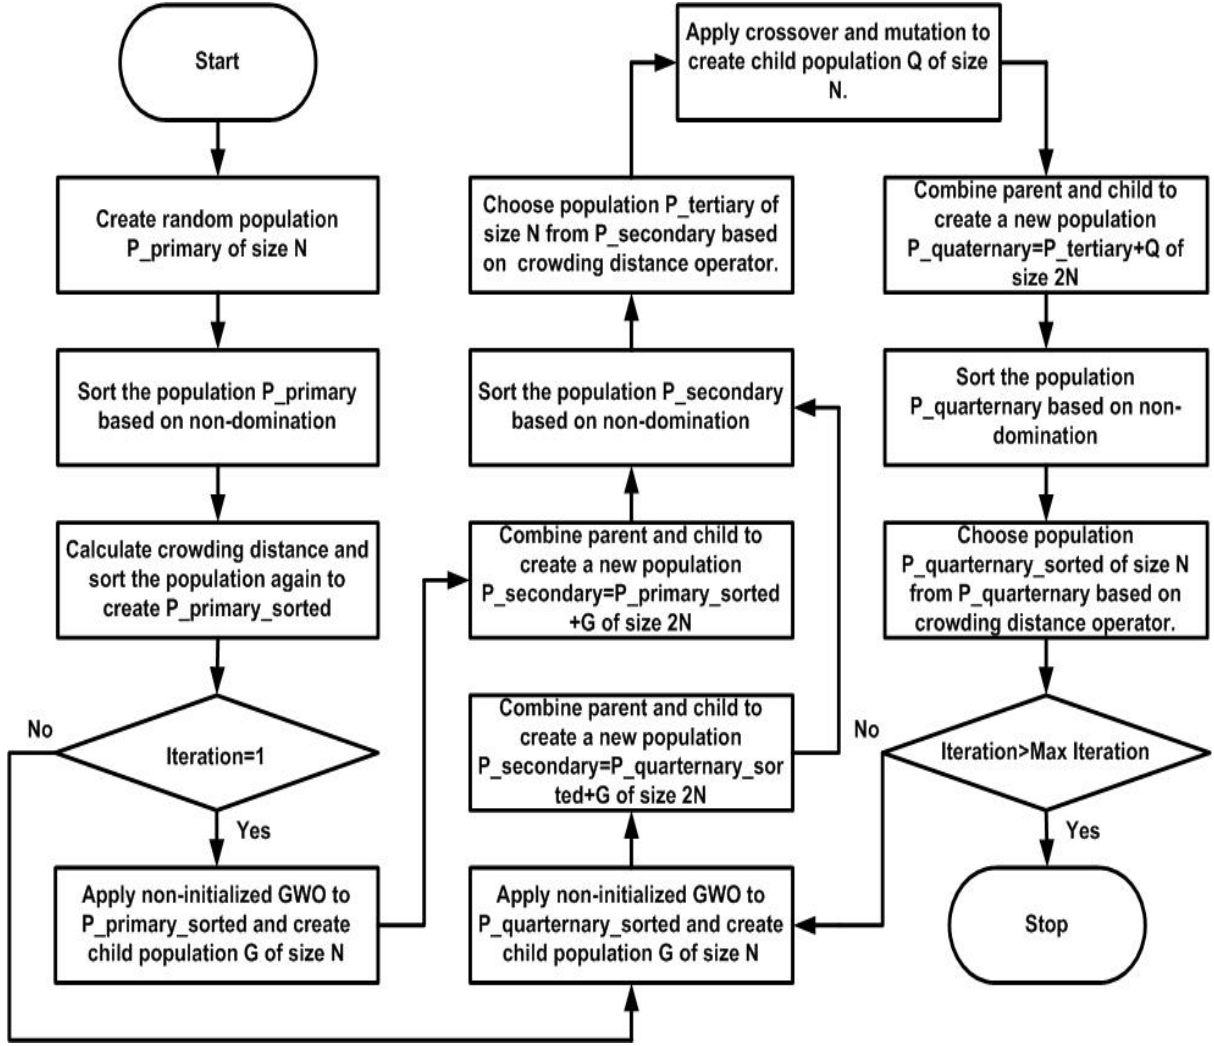 Start
Create random population
P_primary of size N
Sort the population P_primary
based on non-domination
Calculate crowding distance and
sort the population again to
create P_primary_sorted
No
Iteration=1
Yes
Apply non-initialized GWO to
P_primary_sorted and create
child population G of size N
Apply crossover and mutation to
create child population Q of size
N.
Choose population P_tertiary of
size N from P_secondary based
on crowding distance operator.
Sort the population P_secondary
based on non-domination
Combine parent and child to
create a new population
P_secondary=P_primary_sorted
+G of size 2N
Combine parent and child to
create a new population
P_secondary=P_quarternary_sor
ted+G of size 2N
Apply non-initialized GWO to
P_quarternary_sorted and create
child population G of size N
Combine parent and child to
create a new population
P_quaternary=P_tertiary+Q of
size 2N
Sort the population
P_quarternary based on non-
domination
Choose population
P_quarternary_sorted of size N
from P_quarternary based on
crowding distance operator.
No
Iteration>Max Iteration
Yes
Stop